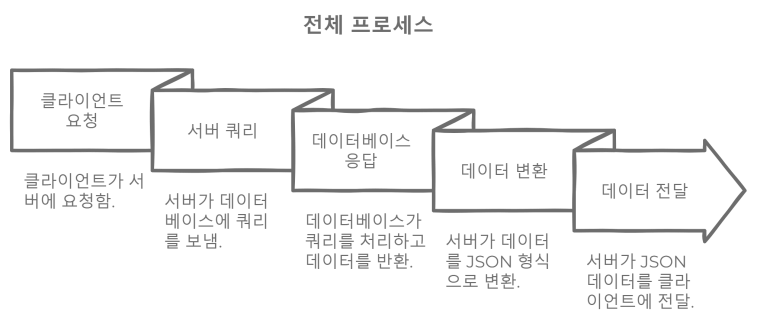 전체 프로세스
클라이언트
요청
클라이언트가 서
버에 요청함.
서버 쿼리
서버가 데이터
베이스에 쿼리
를 보냄.
데이터베이스
응답
데이터베이스가
쿼리를 처리하고
데이터를 반환.
데이터 변환
서버가 데이터
를 JSON 형식
으로 변환.
데이터 전달
서버가 JSON
데이터를 클라
이언트에 전달.